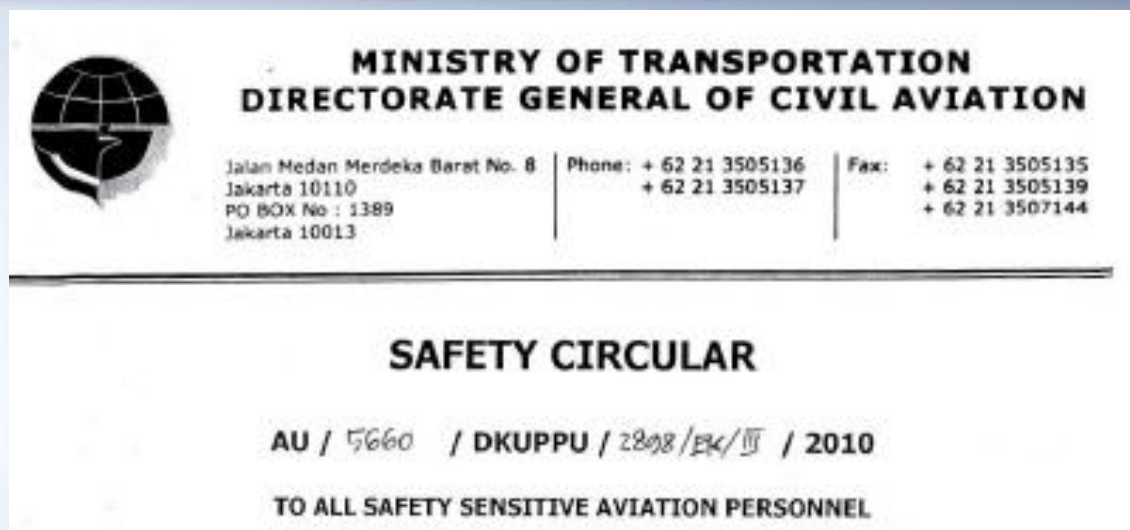 MINISTRY OF TRANSPORTATION
DIRECTORATE GENERAL OF CIVIL AVIATION
Jalan Medan Merdeka Barat No. 8
Jakarta 10110
PO BOX No : 1389
Jakarta 10013
Phone: + 62 21 3505136
+ 62 21 3505137
Fax: + 62 21 3505135
+ 62 21 3505139
+ 62 21 3507144
SAFETY CIRCULAR
AU / 5660 / DKUPPU / 2898 / / III / 2010
TO ALL SAFETY SENSITIVE AVIATION PERSONNEL